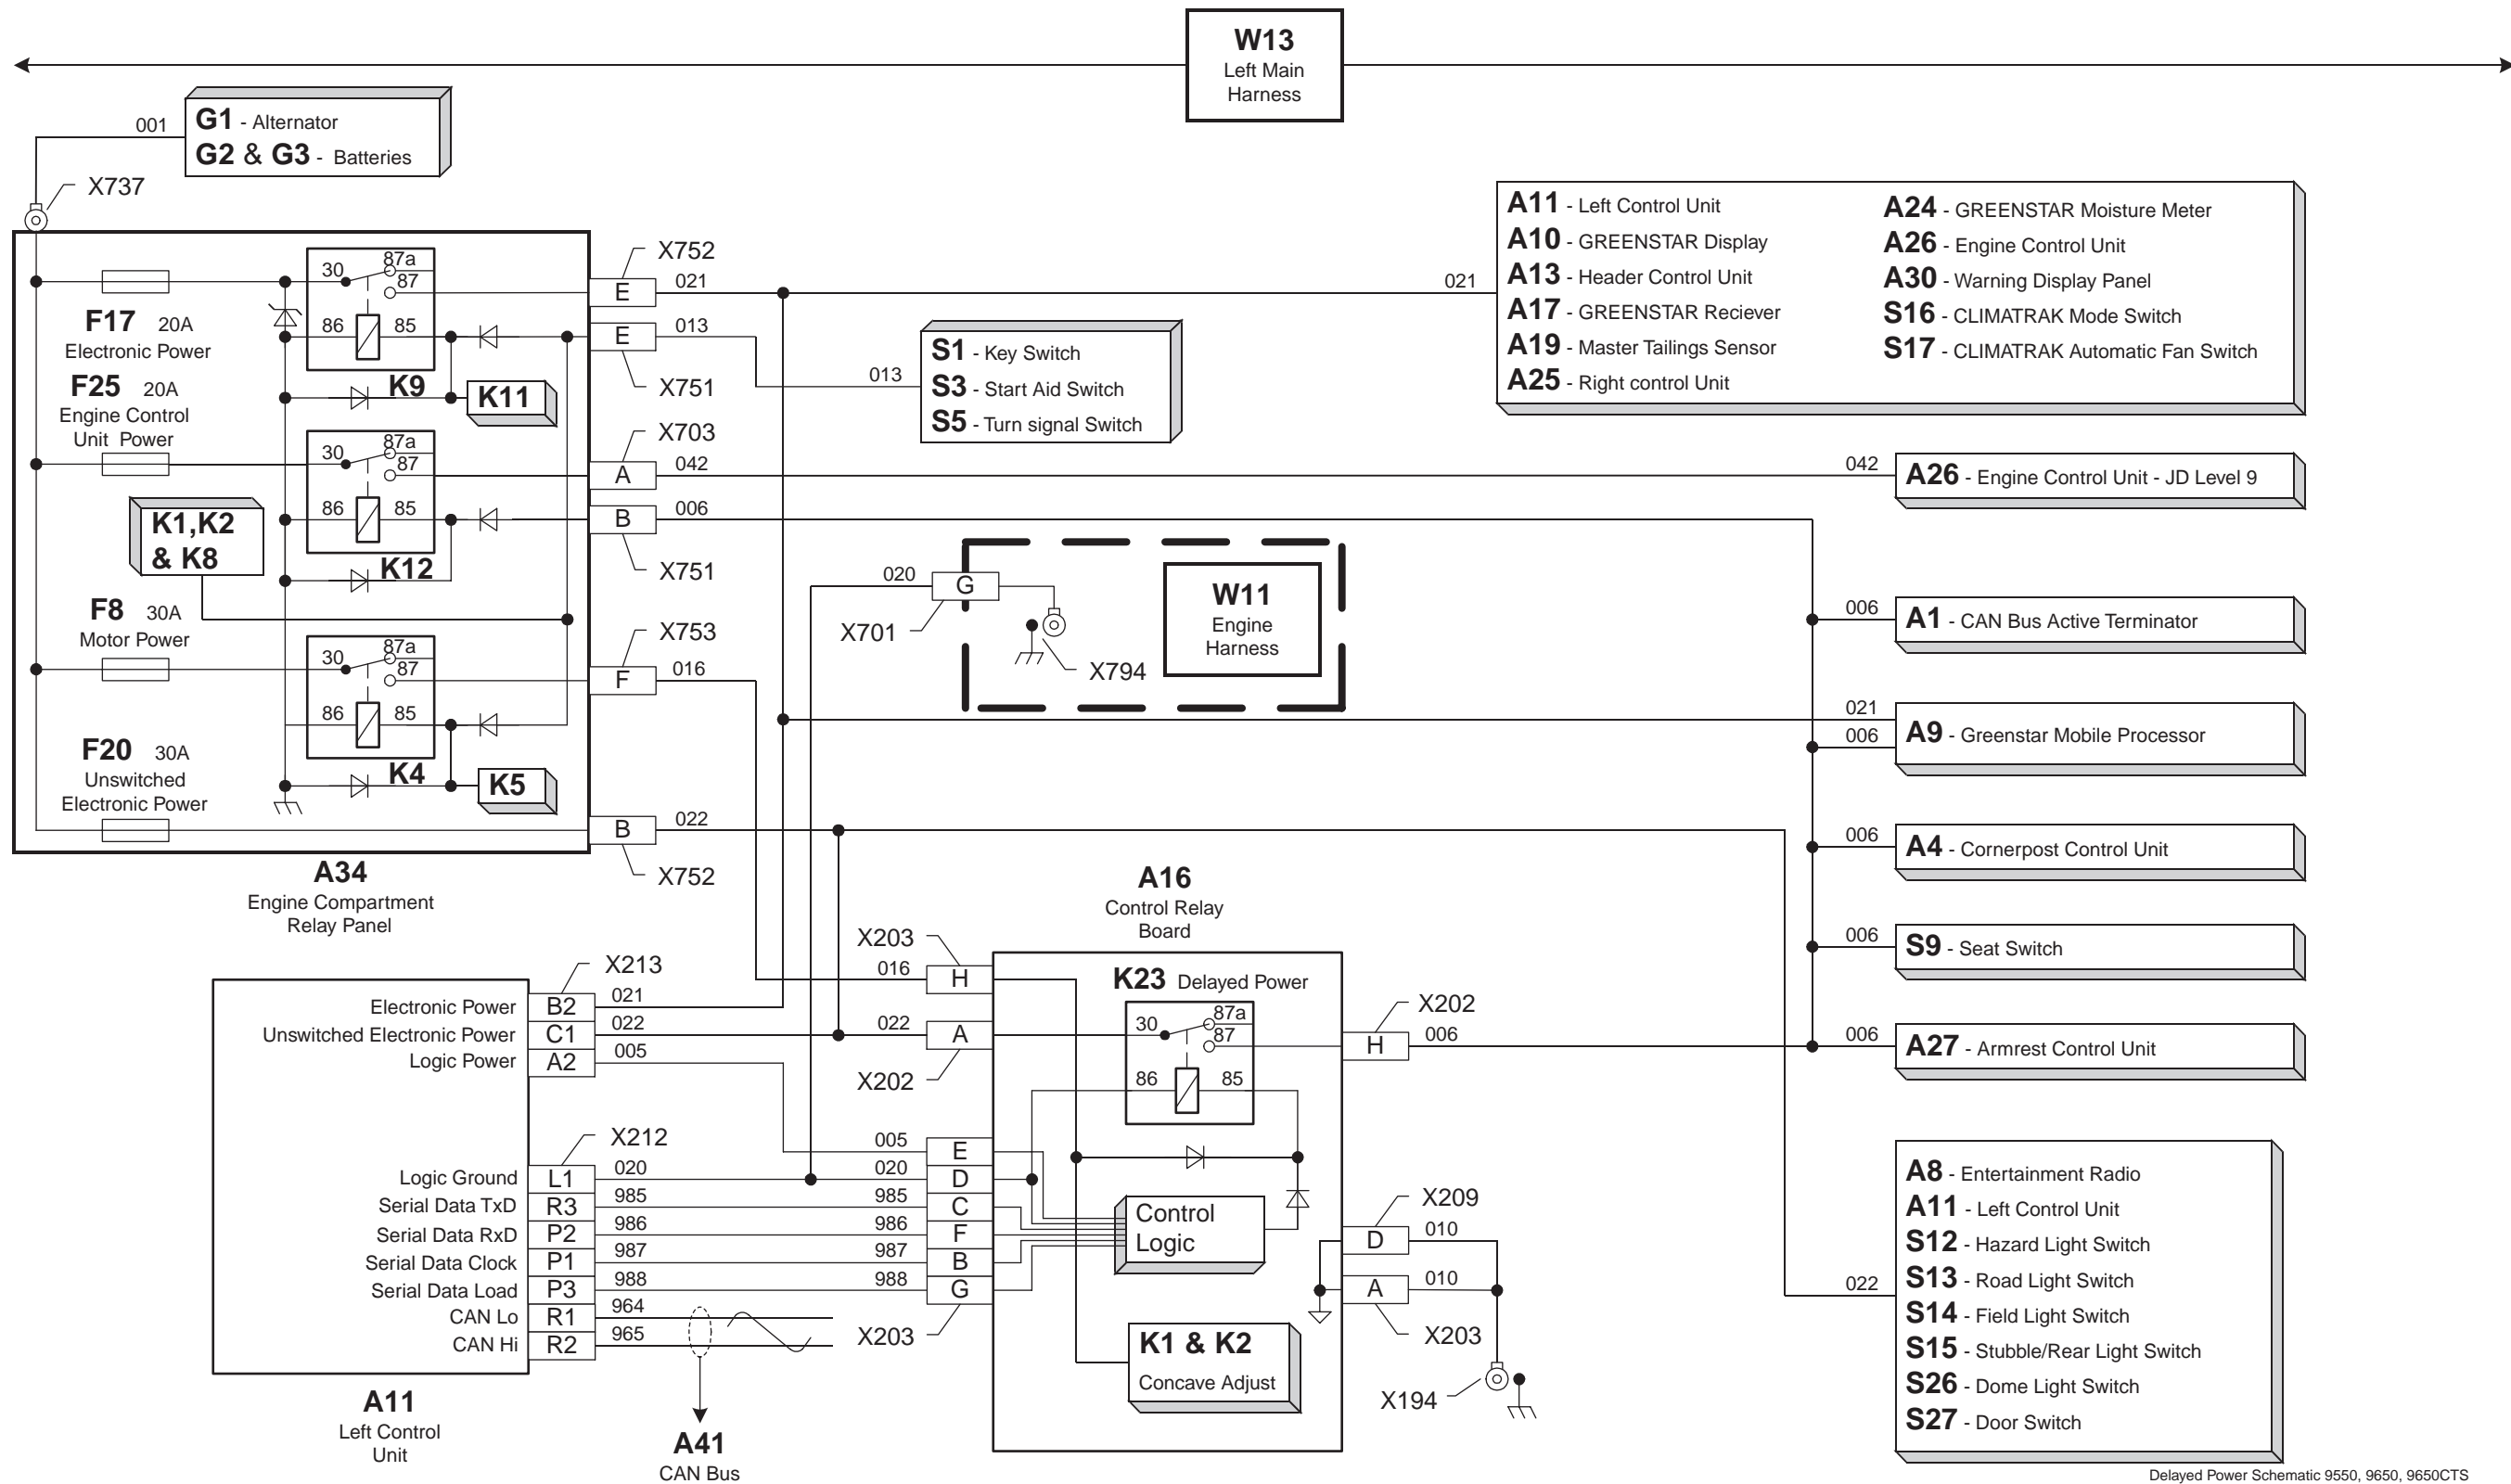 W13
Left Main
Harness
001
G1 - Alternator
G2 & G3 - Batteries
X737
F17 20A
Electronic Power
F25 20A
Engine Control
Unit Power
K1,K2
& K8
F8 30A
Motor Power
F20 30A
Unswitched
Electronic Power
30
87a
87
86
85
K9
K11
30
87a
87
86
85
K12
30
87a
87
86
85
K4
K5
A34
Engine Compartment
Relay Panel
X752
E
021
E
013
X751
X703
A
042
B
006
X751
X753
F
016
B
022
X752
013
S1 - Key Switch
S3 - Start Aid Switch
S5 - Turn signal Switch
021
A11 - Left Control Unit
A10 - GREENSTAR Display
A13 - Header Control Unit
A17 - GREENSTAR Reciever
A19 - Master Tailings Sensor
A25 - Right control Unit
A24 - GREENSTAR Moisture Meter
A26 - Engine Control Unit
A30 - Warning Display Panel
S16 - CLIMATRAK Mode Switch
S17 - CLIMATRAK Automatic Fan Switch
042
A26 - Engine Control Unit - JD Level 9
020
G
X701
X794
W11
Engine
Harness
006
A1 - CAN Bus Active Terminator
021
006
A9 - Greenstar Mobile Processor
006
A4 - Cornerpost Control Unit
006
S9 - Seat Switch
006
A27 - Armrest Control Unit
022
A8 - Entertainment Radio
A11 - Left Control Unit
S12 - Hazard Light Switch
S13 - Road Light Switch
S14 - Field Light Switch
S15 - Stubble/Rear Light Switch
S26 - Dome Light Switch
S27 - Door Switch
X213
Electronic Power B2 021
Unswitched Electronic Power C1 022
Logic Power A2 005
X212
Logic Ground L1 020
Serial Data TxD R3 985
Serial Data RxD P2 986
Serial Data Clock P1 987
Serial Data Load P3 988
CAN Lo R1 964
CAN Hi R2 965
A11
Left Control
Unit
A41
CAN Bus
A16
Control Relay
Board
X203
016 H
022 A
X202
005 E
020 D
985 C
986 F
987 B
988 G
X203
K23 Delayed Power
30
87a
87
86
85
Control
Logic
K1 & K2
Concave Adjust
X202
H 006
X209
D 010
A 010
X203
X194
Delayed Power Schematic 9550, 9650, 9650CTS